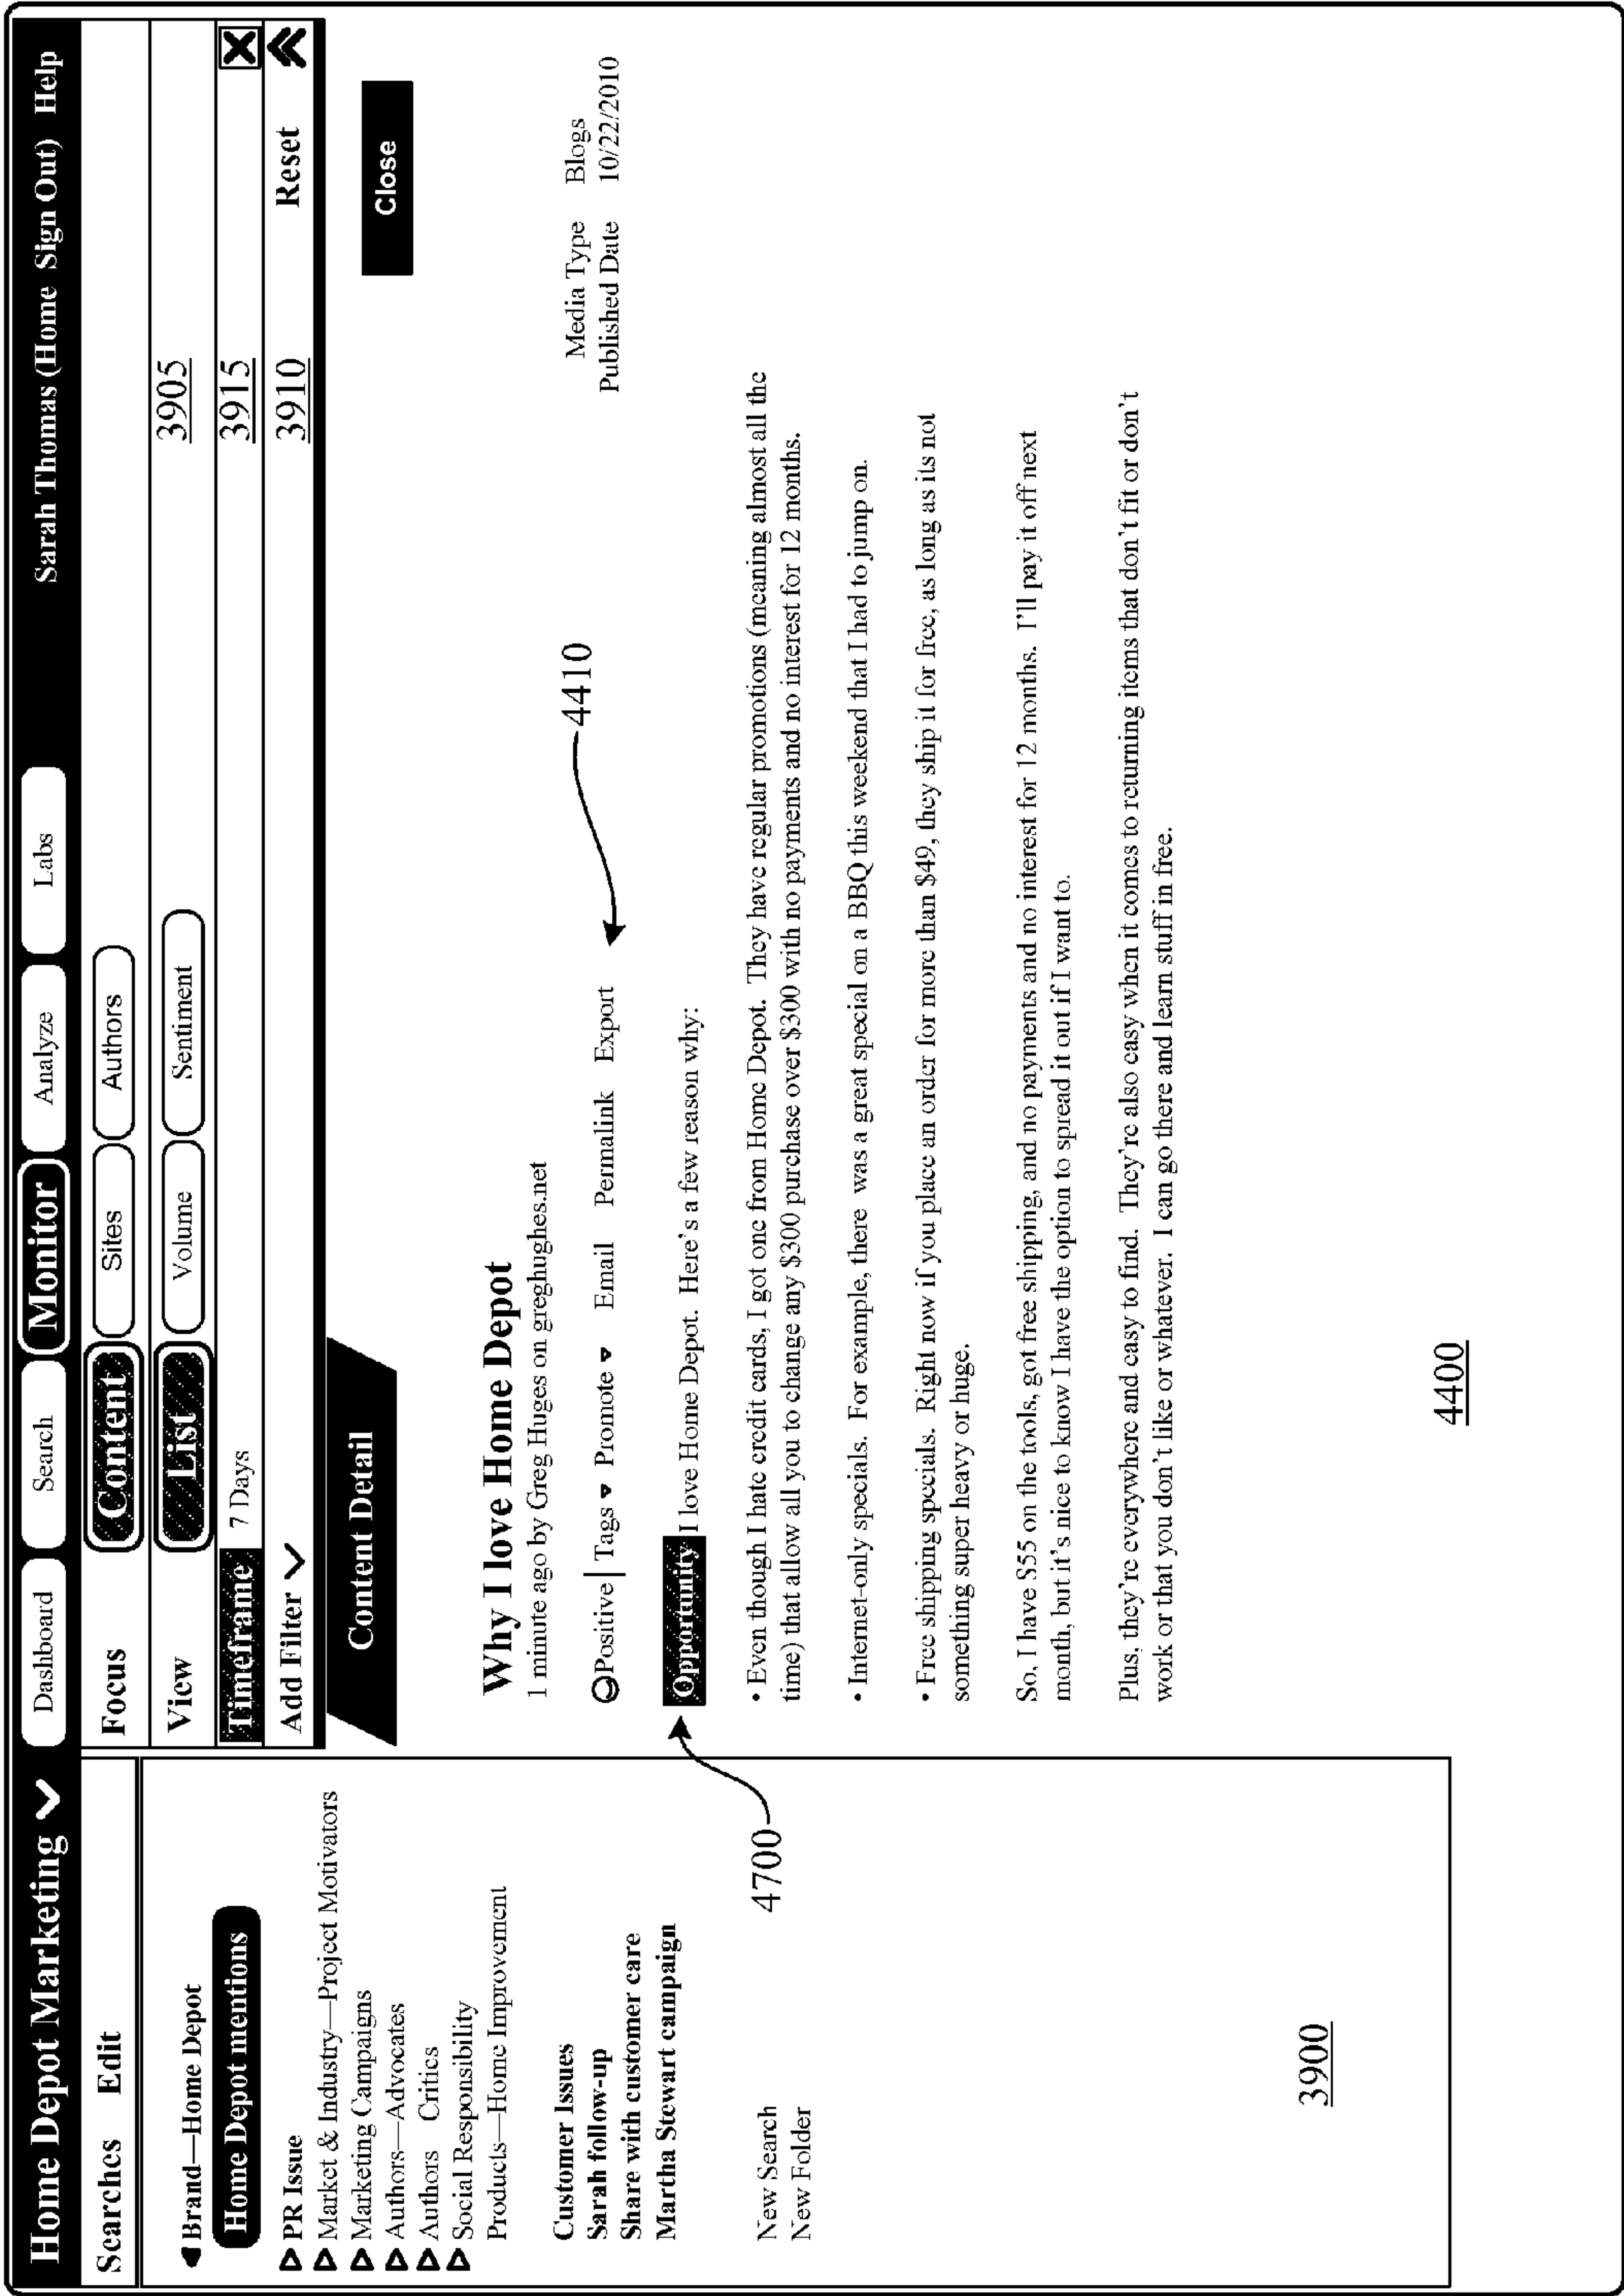 Home Depot Marketing
Dashboard
Search
Monitor
Analyze
Labs
Sarah Thomas (Home Sign Out) Help
Searches Edit
Brand—Home Depot
Home Depot mentions
PR Issue
Market & Industry—Project Motivators
Marketing Campaigns
Authors—Advocates
Authors Critics
Social Responsibility
Products—Home Improvement
Customer Issues
Sarah follow-up
Share with customer care
Martha Stewart campaign
New Search
New Folder
3900
Focus Content Sites Authors
View List Volume Sentiment 3905
Timeframe 7 Days 3915
Add Filter 3910 Reset
Content Detail
Close
Why I love Home Depot
1 minute ago by Greg Huges on greghughes.net
Media Type Blogs
Published Date 10/22/2010
Positive | Tags Promote Email Permalink Export
4410
4700
Opportunity I love Home Depot. Here's a few reason why:
• Even though I hate credit cards, I got one from Home Depot. They have regular promotions (meaning almost all the
time) that allow all you to change any $300 purchase over $300 with no payments and no interest for 12 months.
• Internet-only specials. For example, there was a great special on a BBQ this weekend that I had to jump on.
• Free shipping specials. Right now if you place an order for more than $49, they ship it for free, as long as its not
something super heavy or huge.
So, I have $55 on the tools, got free shipping, and no payments and no interest for 12 months. I'll pay it off next
month, but it's nice to know I have the option to spread it out if I want to.
Plus, they're everywhere and easy to find. They're also easy when it comes to returning items that don't fit or don't
work or that you don't like or whatever. I can go there and learn stuff in free.
4400